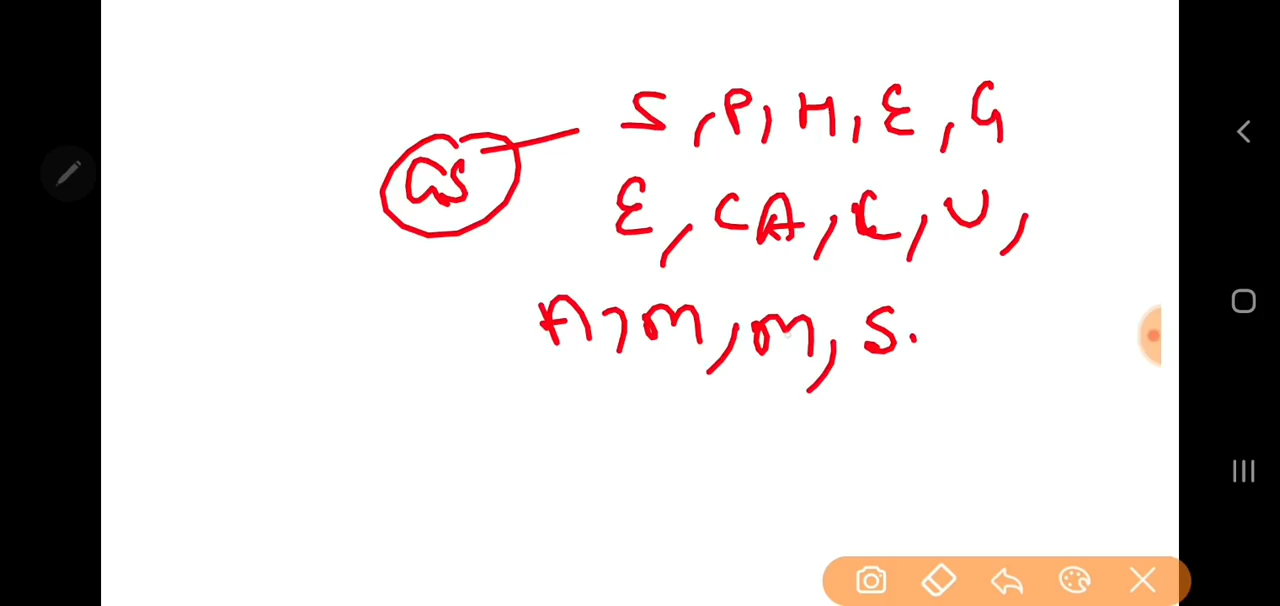 GS
S, P, H, E, G
E, CA, C, U,
A, M, M, S.